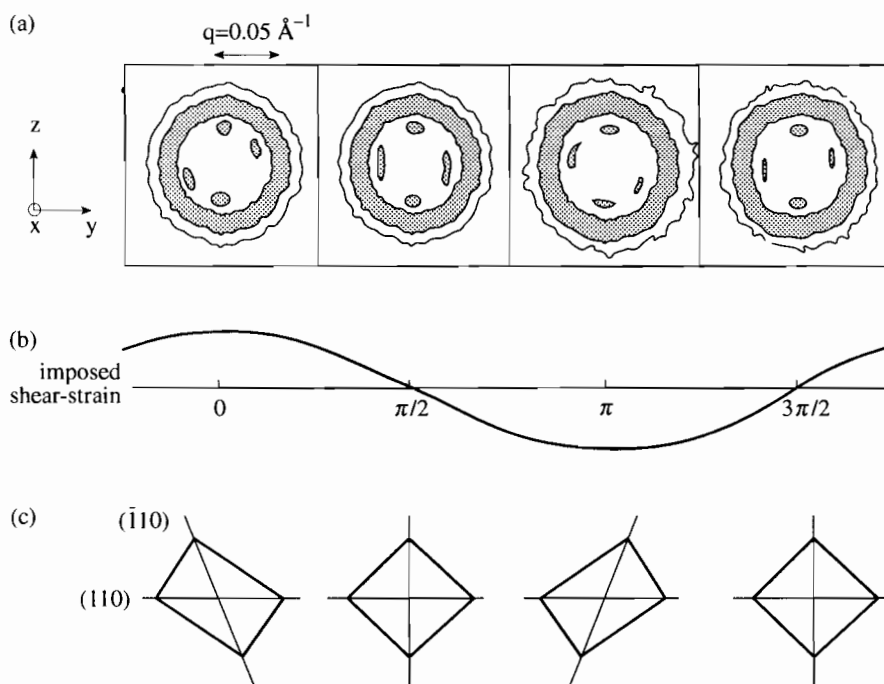 (a)
q=0.05 Å⁻¹
z
x
y
(b)
imposed
shear-strain
0
π/2
π
3π/2
(c)
(1̄10)
(110)